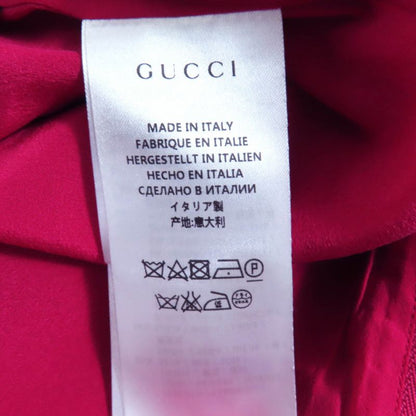 GUCCI
MADE IN ITALY
FABRIQUE EN ITALIE
HERGESTELLT IN ITALIEN
HECHO EN ITALIA
СДЕЛАНО В ИТАЛИИ
イタリア製
产地:意大利
P